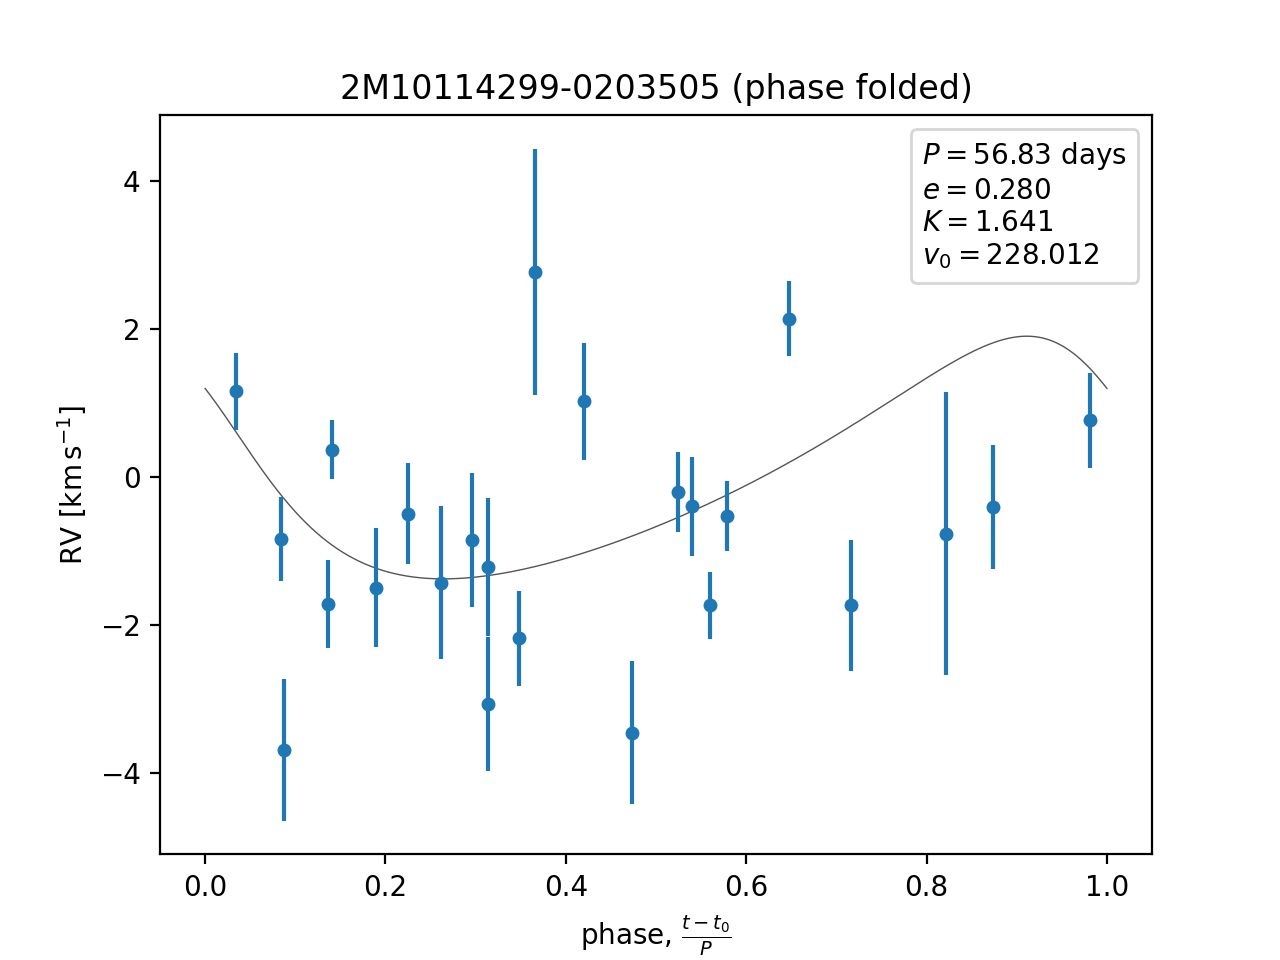 2M10114299-0203505 (phase folded)
P = 56.83 days
e = 0.280
K = 1.641
v₀ = 228.012
RV [km s⁻¹]
4
2
0
−2
−4
0.0 0.2 0.4 0.6 0.8 1.0
phase, (t − t₀)/P